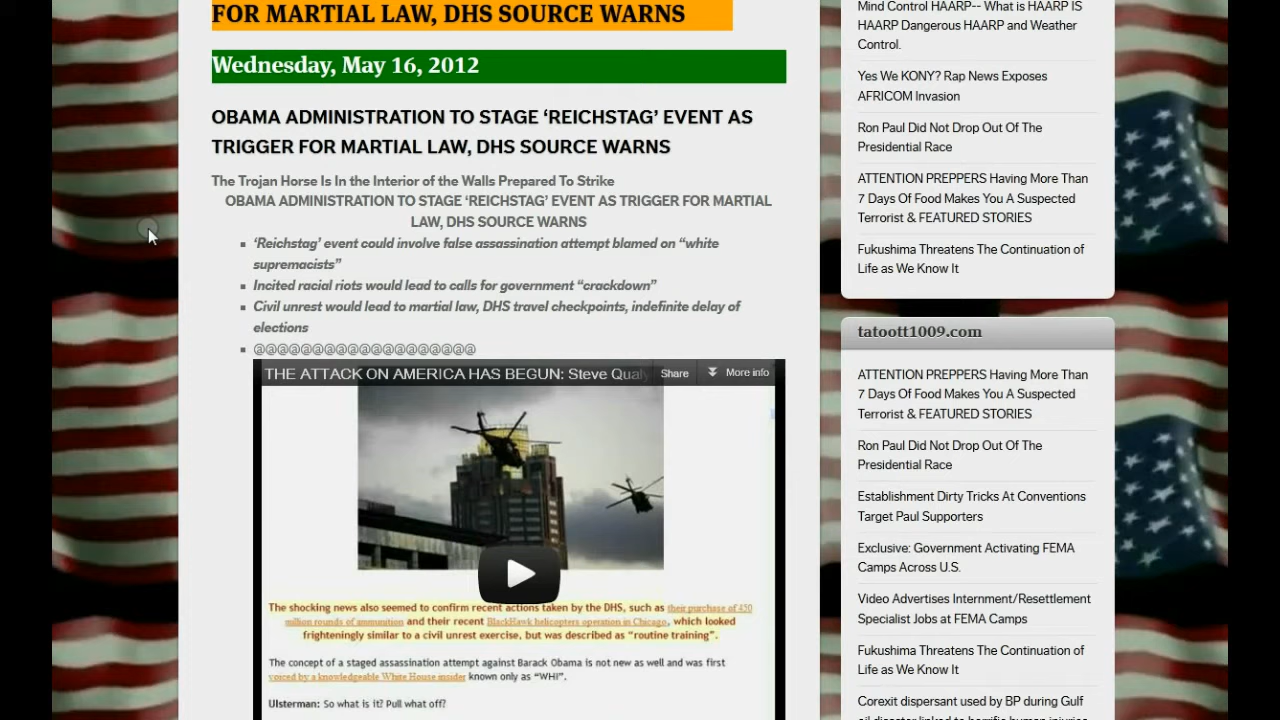 FOR MARTIAL LAW, DHS SOURCE WARNS
Wednesday, May 16, 2012
OBAMA ADMINISTRATION TO STAGE ‘REICHSTAG’ EVENT AS
TRIGGER FOR MARTIAL LAW, DHS SOURCE WARNS
The Trojan Horse Is In the Interior of the Walls Prepared To Strike
OBAMA ADMINISTRATION TO STAGE ‘REICHSTAG’ EVENT AS TRIGGER FOR MARTIAL
LAW, DHS SOURCE WARNS
‘Reichstag’ event could involve false assassination attempt blamed on “white
supremacists”
Incited racial riots would lead to calls for government “crackdown”
Civil unrest would lead to martial law, DHS travel checkpoints, indefinite delay of
elections
@@@@@@@@@@@@@@@@@@@
THE ATTACK ON AMERICA HAS BEGUN: Steve Qualy
Share
More info
The shocking news also seemed to confirm recent actions taken by the DHS, such as their purchase of 450
million rounds of ammunition and their recent BlackHawk helicopters operation in Chicago, which looked
frighteningly similar to a civil unrest exercise, but was described as “routine training”.
The concept of a staged assassination attempt against Barack Obama is not new as well and was first
voiced by a knowledgeable White House insider known only as “WHI”.
Ulsterman: So what is it? Pull what off?
Mind Control HAARP-- What is HAARP IS
HAARP Dangerous HAARP and Weather
Control.
Yes We KONY? Rap News Exposes
AFRICOM Invasion
Ron Paul Did Not Drop Out Of The
Presidential Race
ATTENTION PREPPERS Having More Than
7 Days Of Food Makes You A Suspected
Terrorist & FEATURED STORIES
Fukushima Threatens The Continuation of
Life as We Know It
tatoott1009.com
ATTENTION PREPPERS Having More Than
7 Days Of Food Makes You A Suspected
Terrorist & FEATURED STORIES
Ron Paul Did Not Drop Out Of The
Presidential Race
Establishment Dirty Tricks At Conventions
Target Paul Supporters
Exclusive: Government Activating FEMA
Camps Across U.S.
Video Advertises Internment/Resettlement
Specialist Jobs at FEMA Camps
Fukushima Threatens The Continuation of
Life as We Know It
Corexit dispersant used by BP during Gulf
oil disaster linked to horrific human injuries